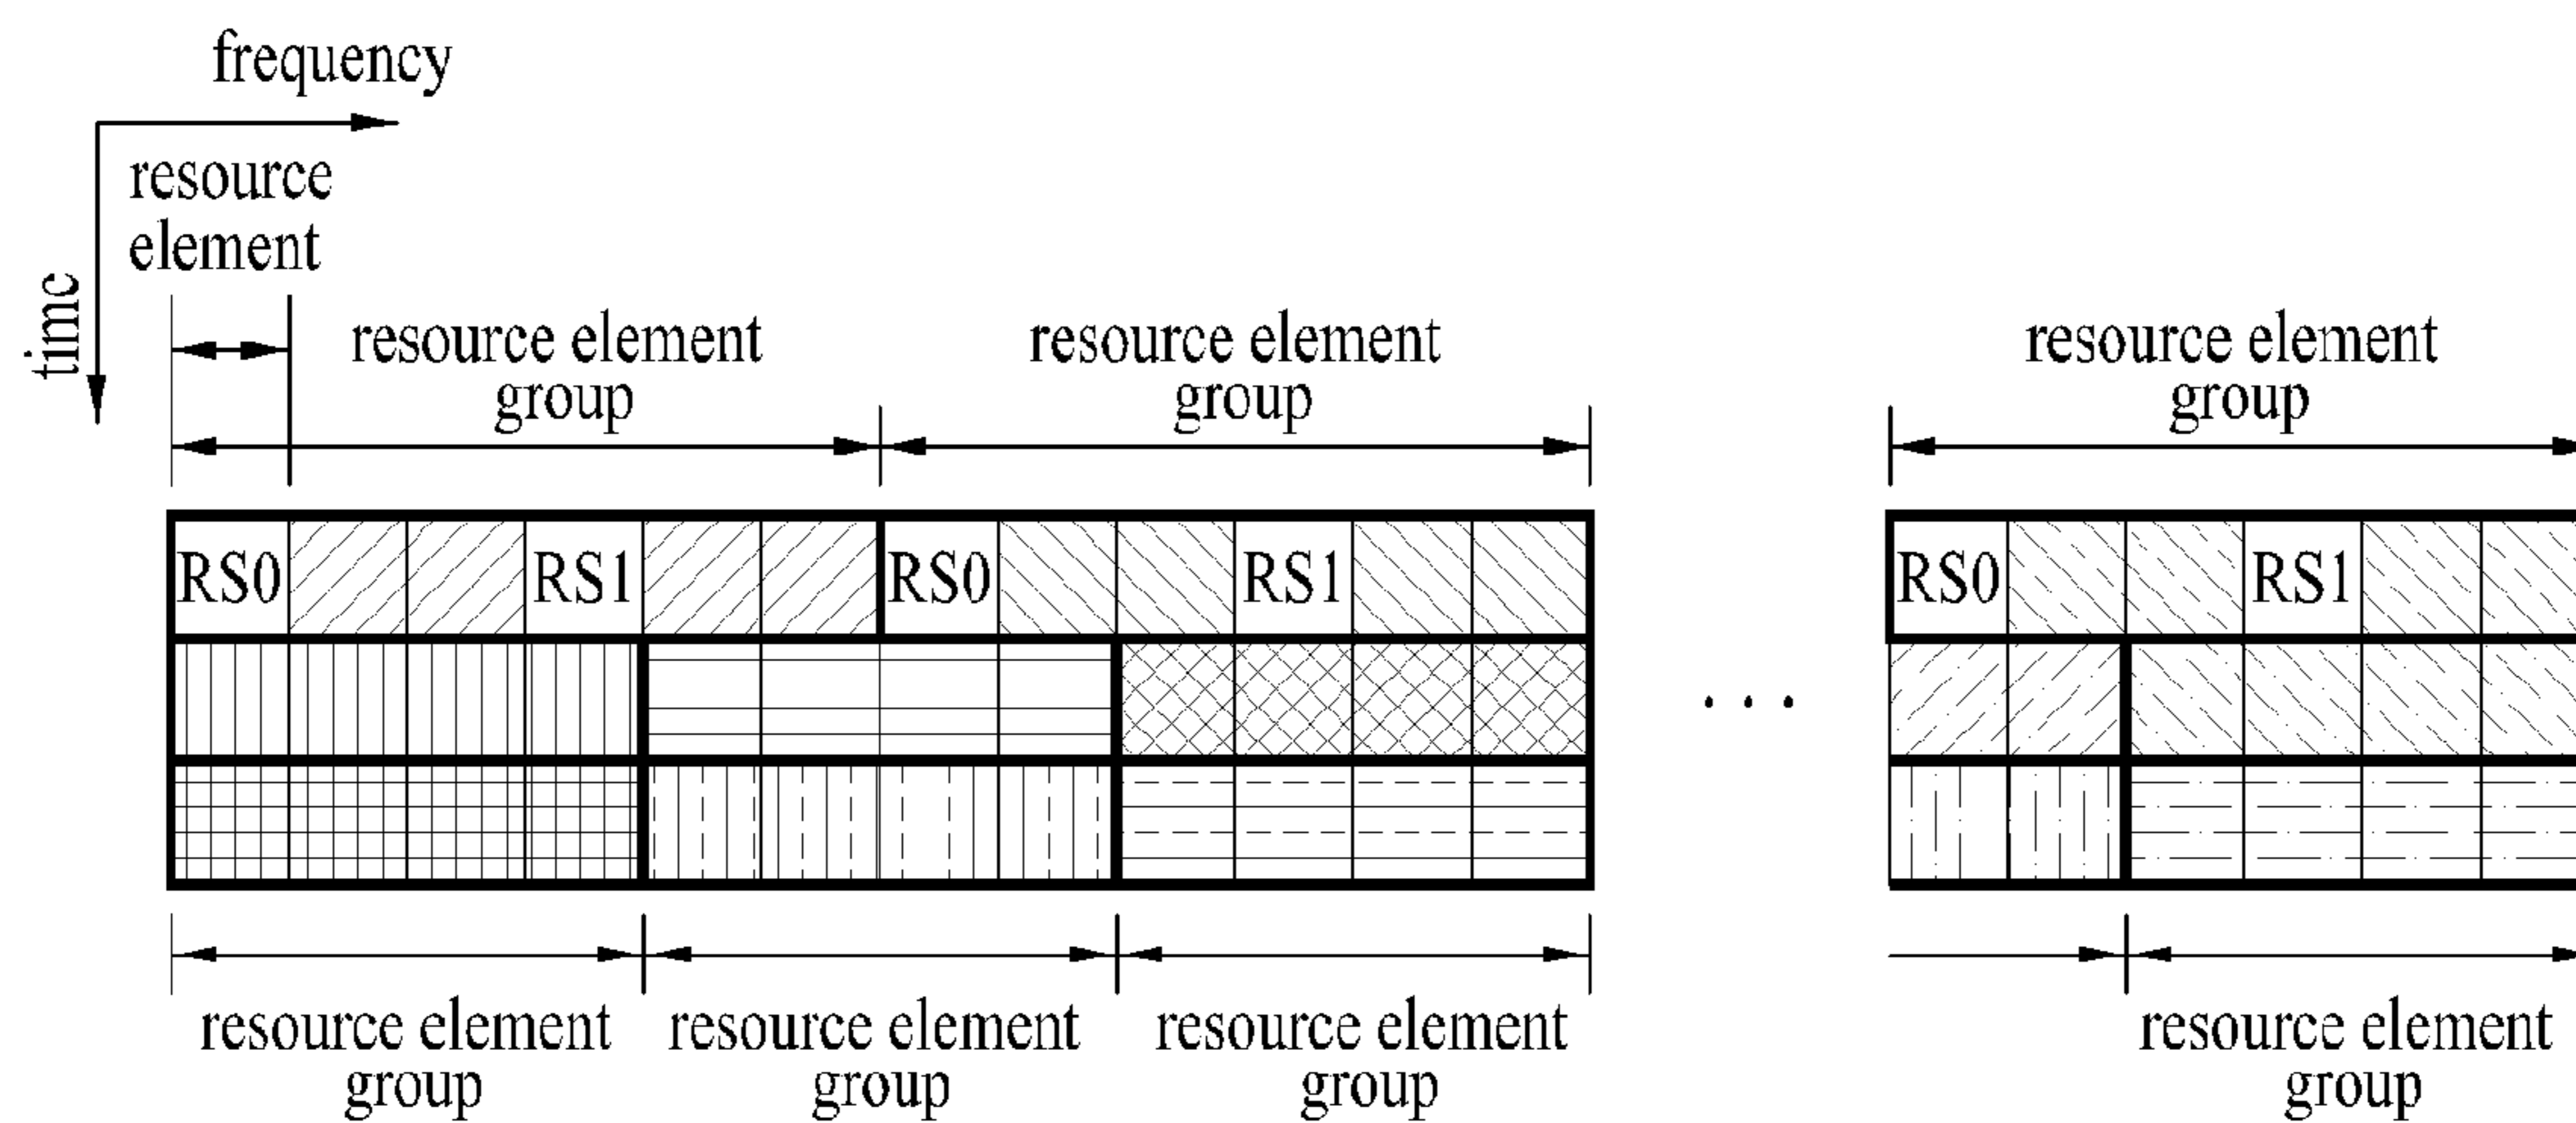 frequency
resource
element
time
resource element
group
resource element
group
resource element
group
RS0 RS1 RS0 RS1 RS0 RS1
. . .
resource element
group
resource element
group
resource element
group
resource element
group